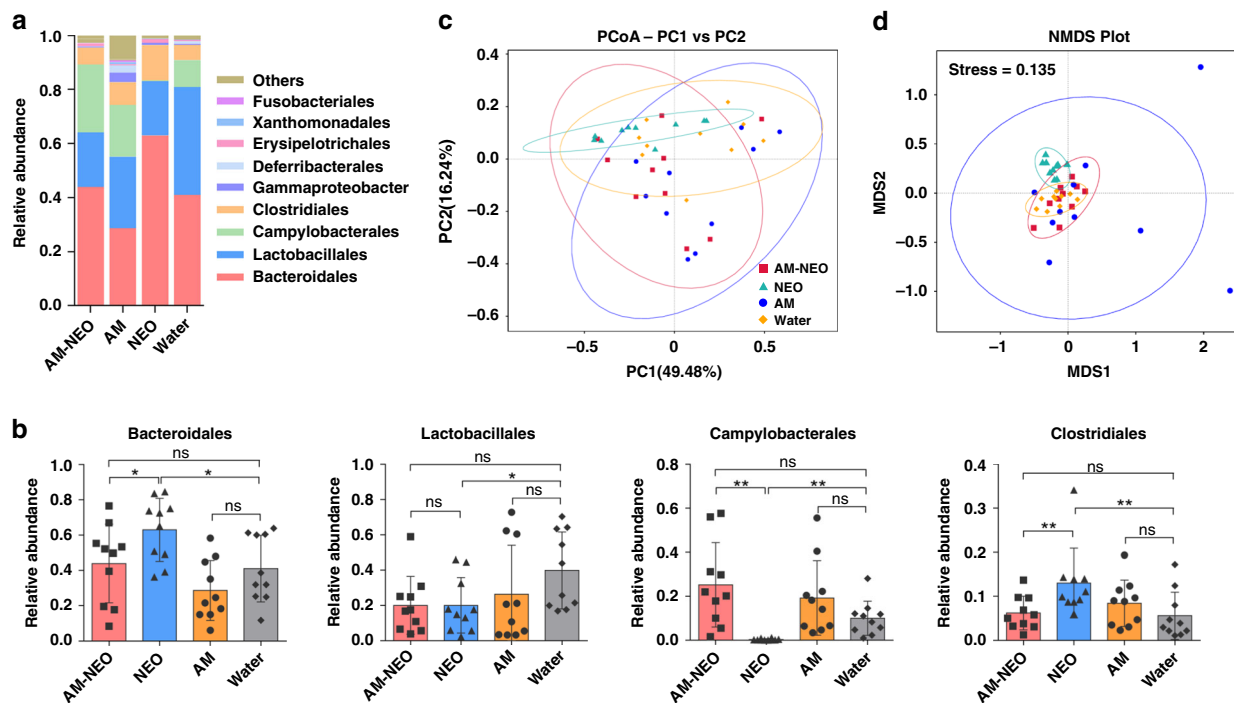 a
Relative abundance
1.0
0.8
0.6
0.4
0.2
0.0
AM-NEO
AM
NEO
Water
Others
Fusobacteriales
Xanthomonadales
Erysipelotrichales
Deferribacterales
Gammaproteobacter
Clostridiales
Campylobacterales
Lactobacillales
Bacteroidales
c
PCoA – PC1 vs PC2
PC2(16.24%)
0.4
0.2
0.0
−0.2
−0.4
−0.6
−0.5
0
0.5
PC1(49.48%)
AM-NEO
NEO
AM
Water
d
NMDS Plot
Stress = 0.135
MDS2
1.0
0.5
0.0
−0.5
−1.0
−1
0
1
2
MDS1
b
Bacteroidales
Relative abundance
1.0
0.8
0.6
0.4
0.2
0.0
ns
*
*
ns
AM-NEO
NEO
AM
Water
Lactobacillales
Relative abundance
1.0
0.8
0.6
0.4
0.2
0.0
ns
*
ns
ns
AM-NEO
NEO
AM
Water
Campylobacterales
Relative abundance
0.8
0.6
0.4
0.2
0.0
ns
**
**
ns
AM-NEO
NEO
AM
Water
Clostridiales
Relative abundance
0.4
0.3
0.2
0.1
0.0
ns
**
**
ns
AM-NEO
NEO
AM
Water